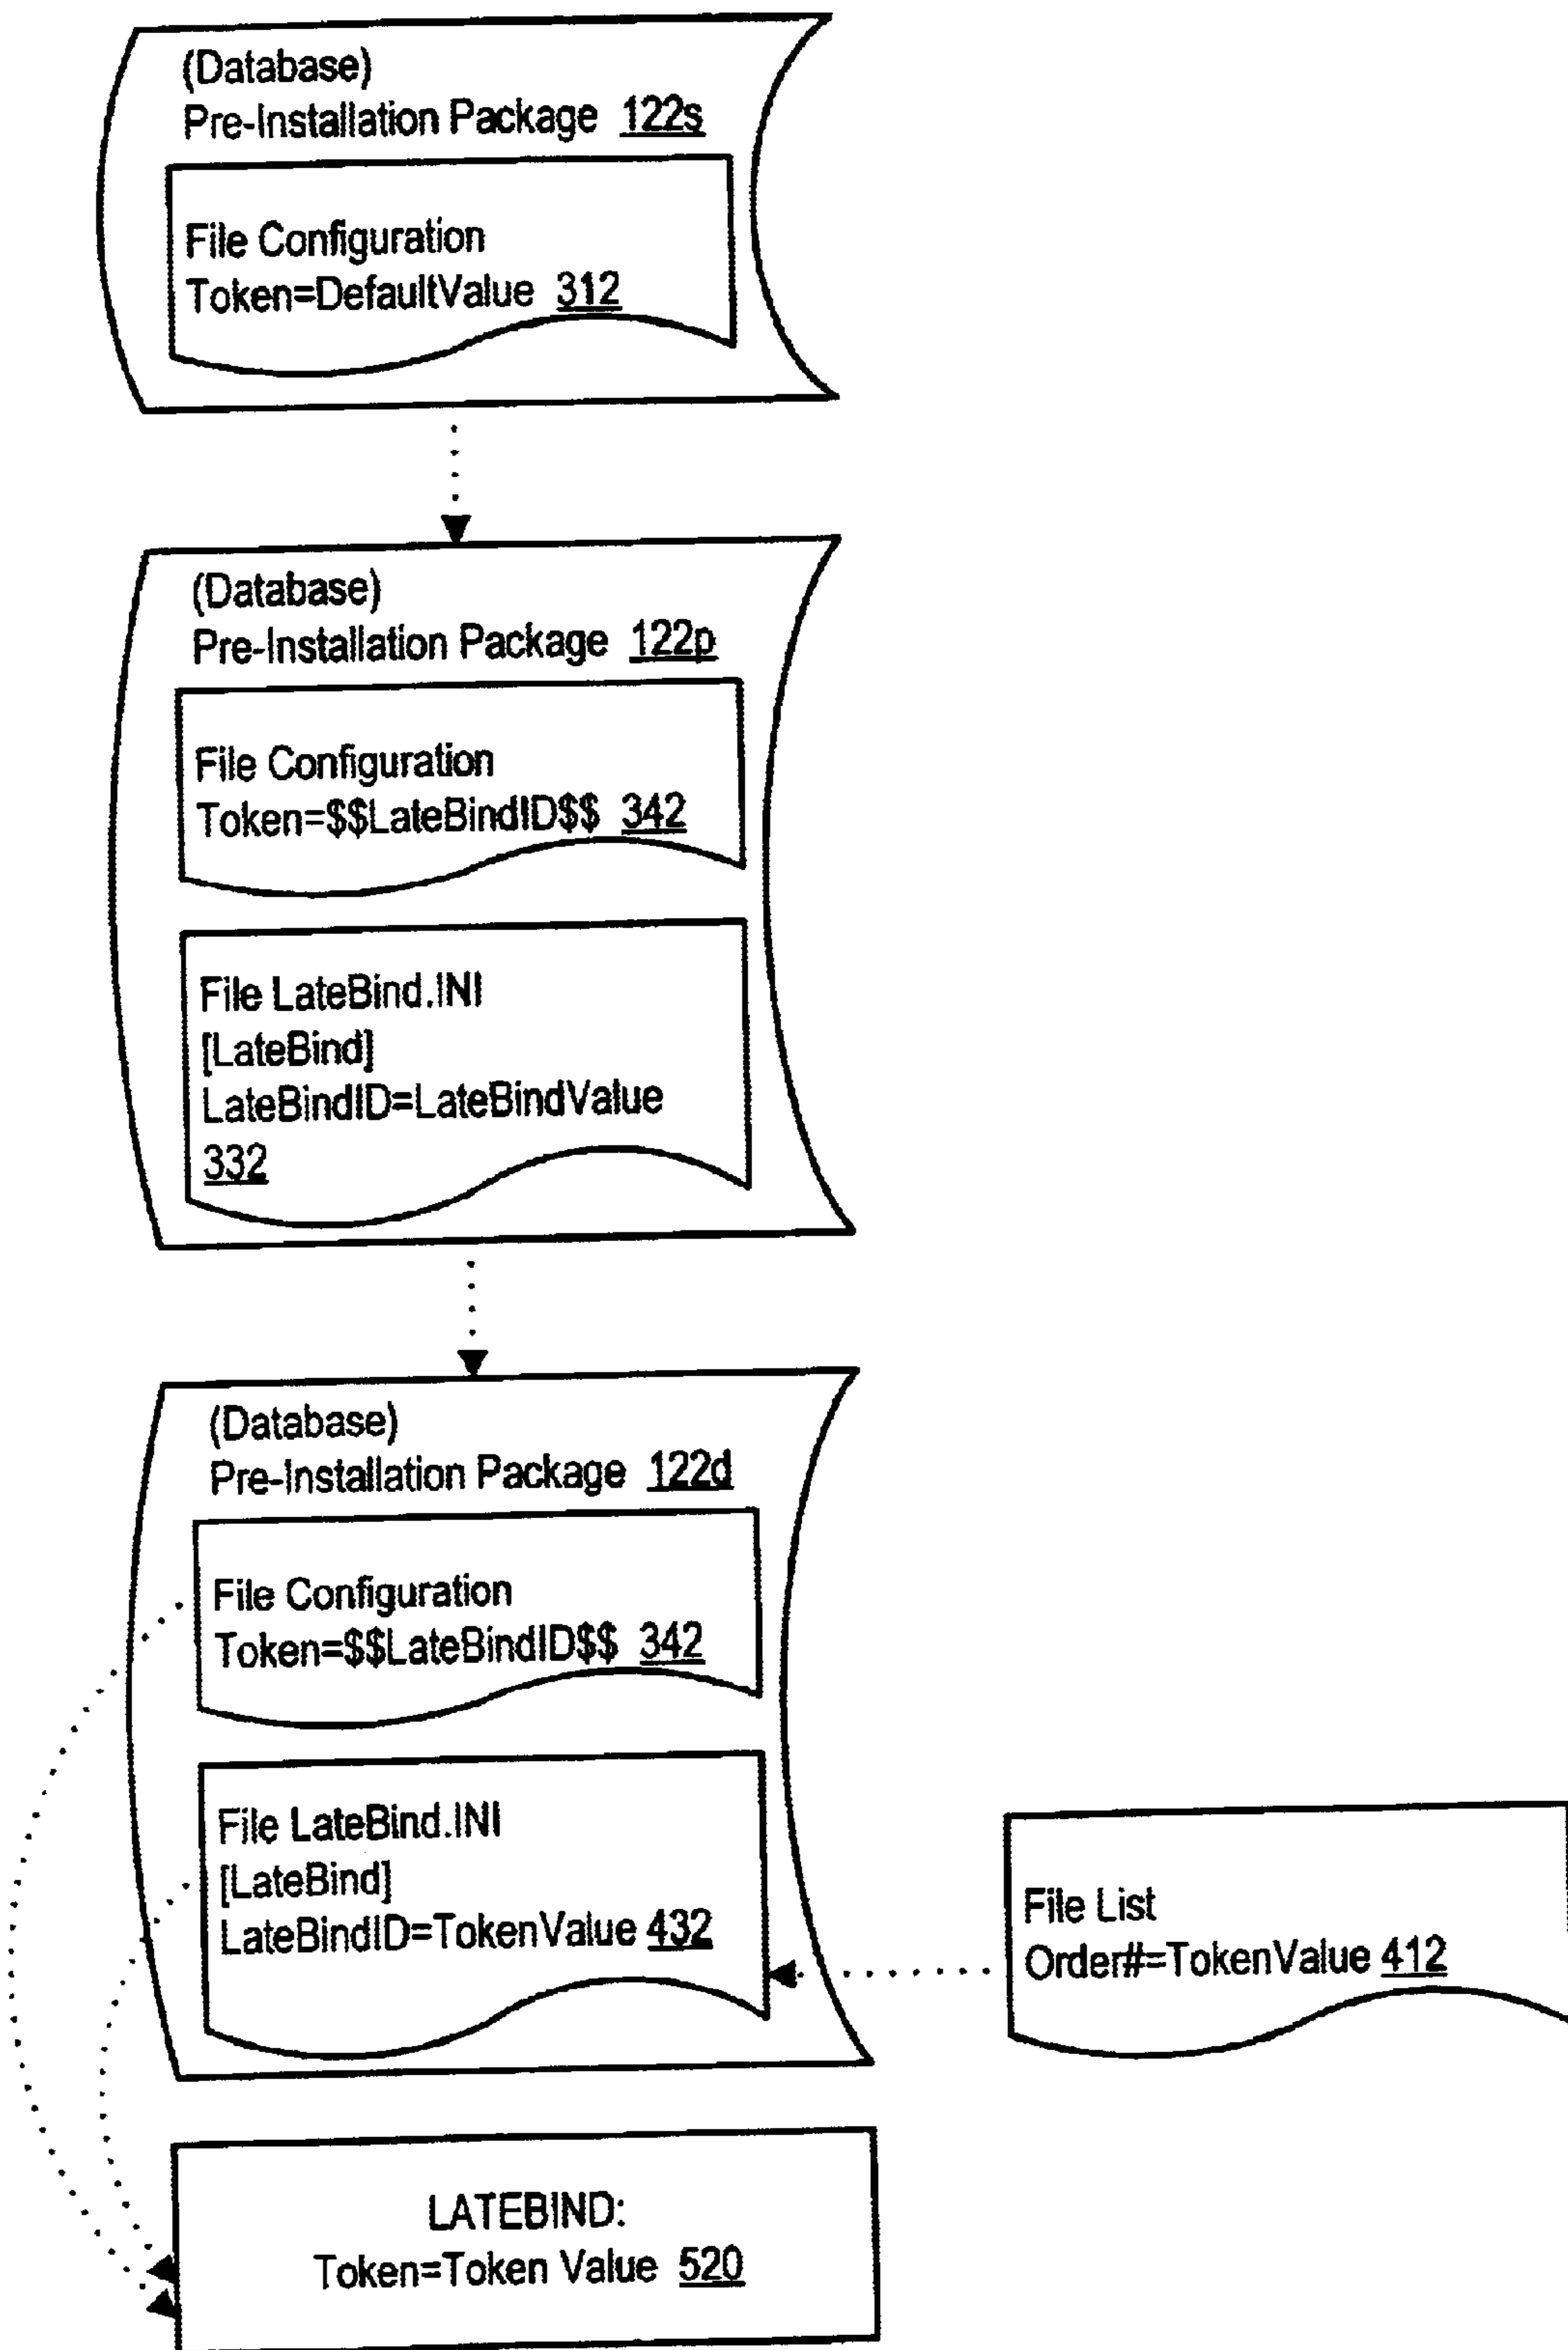 (Database)
Pre-Installation Package 122s
File Configuration
Token=DefaultValue 312
(Database)
Pre-Installation Package 122p
File Configuration
Token=$$LateBindID$$ 342
File LateBind.INI
[LateBind]
LateBindID=LateBindValue
332
(Database)
Pre-Installation Package 122d
File Configuration
Token=$$LateBindID$$ 342
File LateBind.INI
[LateBind]
LateBindID=TokenValue 432
File List
Order#=TokenValue 412
LATEBIND:
Token=Token Value 520